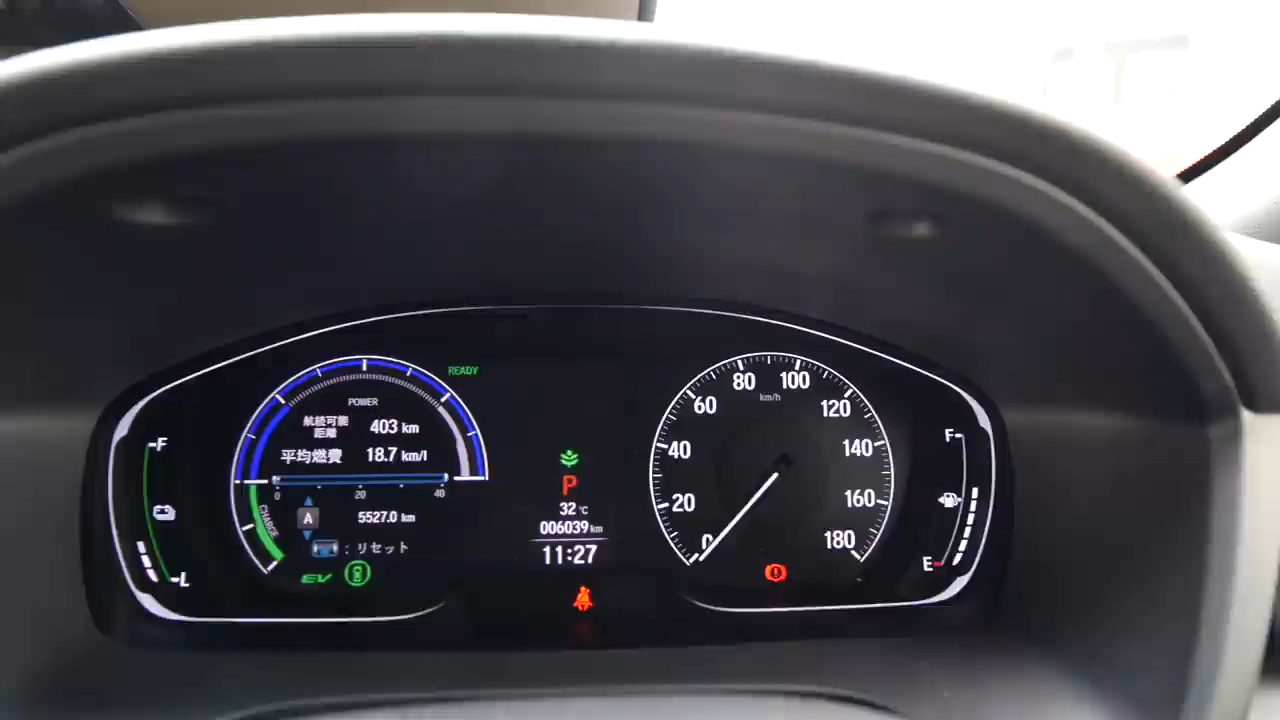 READY
POWER
航続可能
距離
403 km
平均燃費 18.7 km/l
0 20 40
CHARGE
A
5527.0 km
: リセット
EV
F
L
P
32 ℃
006039 km
11:27
0
20
40
60
80
100
120
140
160
180
km/h
F
E